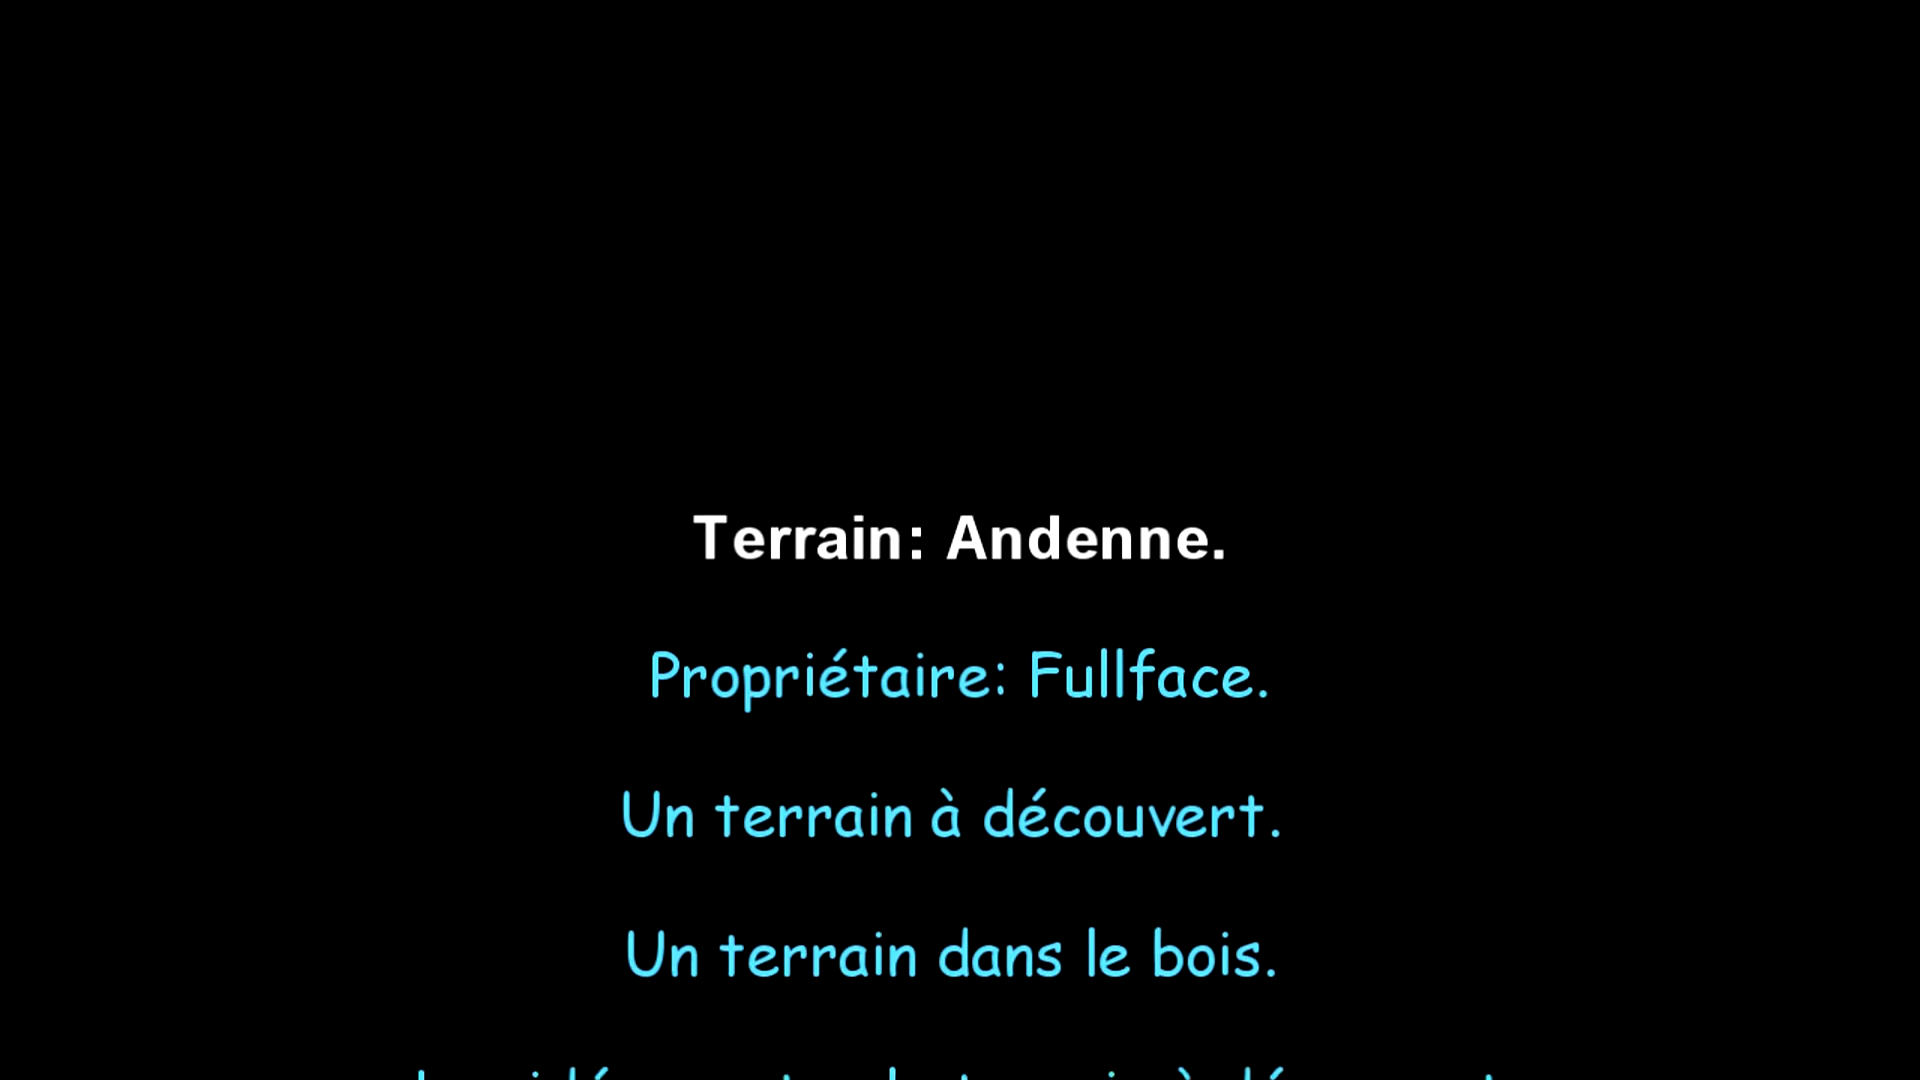 Terrain: Andenne.
Propriétaire: Fullface.
Un terrain à découvert.
Un terrain dans le bois.